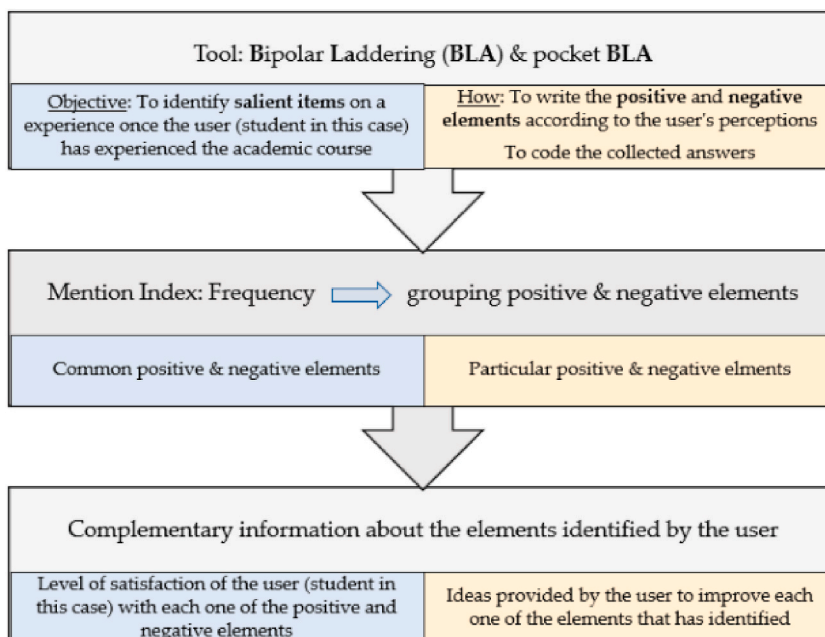 Tool: Bipolar Laddering (BLA) & pocket BLA
Objective: To identify salient items on a
experience once the user (student in this case)
has experienced the academic course
How: To write the positive and negative
elements according to the user's perceptions
To code the collected answers
Mention Index: Frequency grouping positive & negative elements
Common positive & negative elements
Particular positive & negative elments
Complementary information about the elements identified by the user
Level of satisfaction of the user (student in
this case) with each one of the positive and
negative elements
Ideas provided by the user to improve each
one of the elements that has identified